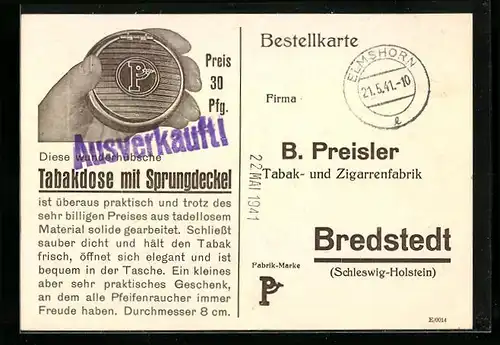 P
Preis
30
Pfg.
Ausverkauft!
Diese wunderhübsche
Tabakdose mit Sprungdeckel
ist überaus praktisch und trotz des
sehr billigen Preises aus tadellosem
Material solide gearbeitet. Schließt
sauber dicht und hält den Tabak
frisch, öffnet sich elegant und ist
bequem in der Tasche. Ein kleines
aber sehr praktisches Geschenk,
an dem alle Pfeifenraucher immer
Freude haben. Durchmesser 8 cm.
Bestellkarte
ELMSHORN
21.5.41.-10
e
Firma
B. Preisler
Tabak- und Zigarrenfabrik
22 MAI 1941
Bredstedt
(Schleswig-Holstein)
Fabrik-Marke
P
E/0014